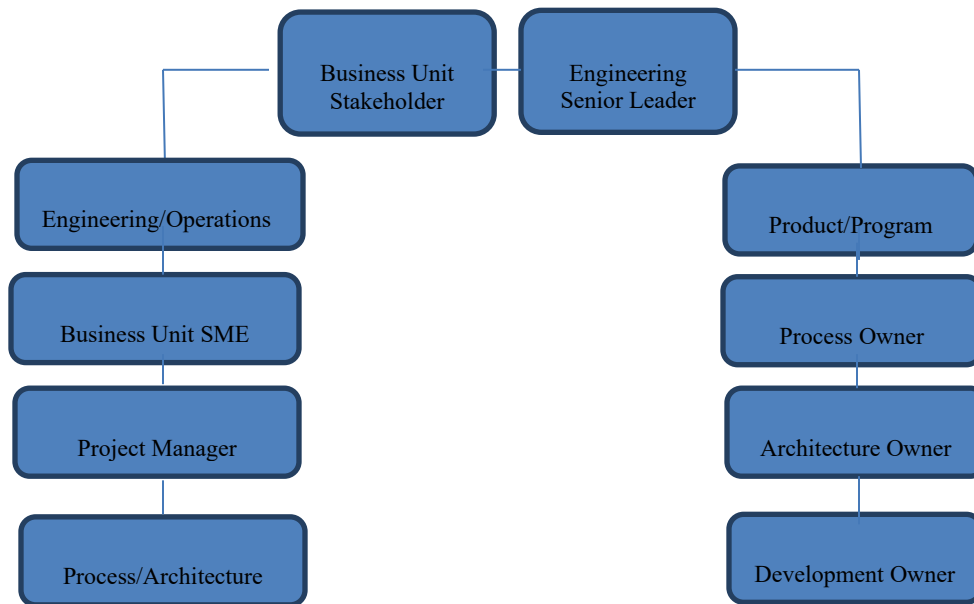 Business Unit
Stakeholder
Engineering
Senior Leader
Engineering/Operations
Product/Program
Business Unit SME
Process Owner
Project Manager
Architecture Owner
Process/Architecture
Development Owner